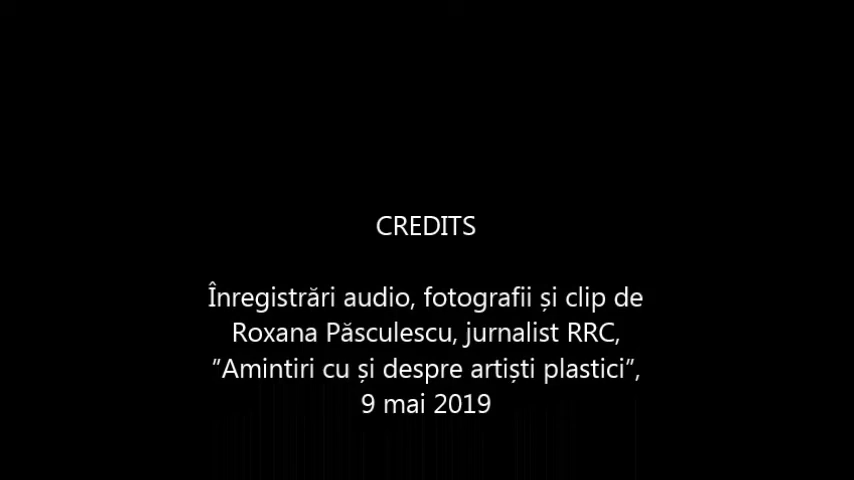 CREDITS
Înregistrări audio, fotografii și clip de
Roxana Păsculescu, jurnalist RRC,
”Amintiri cu și despre artiști plastici”,
9 mai 2019